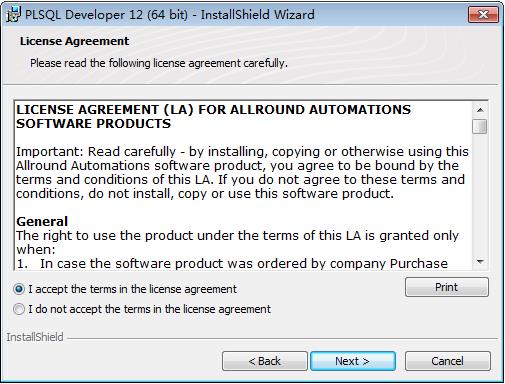 PLSQL Developer 12 (64 bit) - InstallShield Wizard
License Agreement
Please read the following license agreement carefully.
LICENSE AGREEMENT (LA) FOR ALLROUND AUTOMATIONS
SOFTWARE PRODUCTS
Important: Read carefully - by installing, copying or otherwise using this
Allround Automations software product, you agree to be bound by the
terms and conditions of this LA. If you do not agree to these terms and
conditions, do not install, copy or use this software product.
General
The right to use the product under the terms of this LA is granted only
when:
1. In case the software product was ordered by company Purchase
I accept the terms in the license agreement
Print
I do not accept the terms in the license agreement
InstallShield
< Back
Next >
Cancel